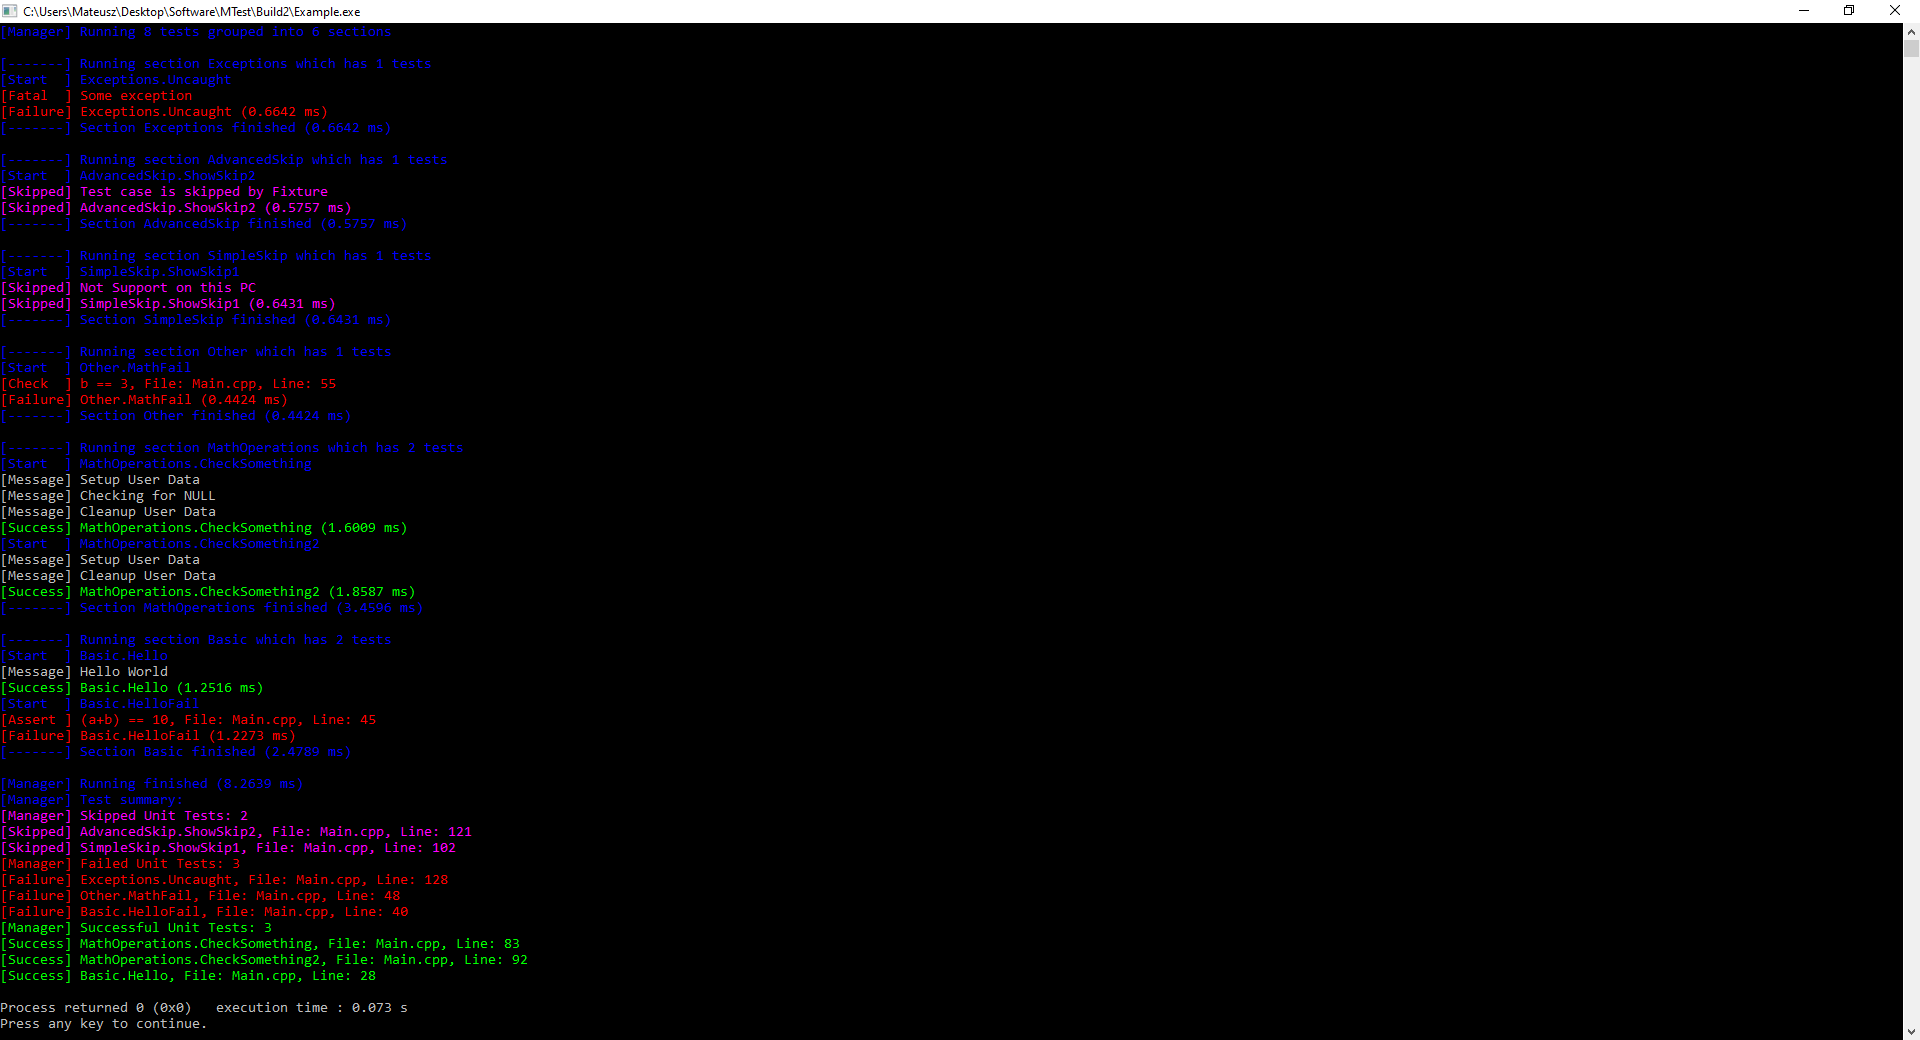 C:\Users\Mateusz\Desktop\Software\MTest\Build2\Example.exe
[Manager] Running 8 tests grouped into 6 sections
[-------] Running section Exceptions which has 1 tests
[Start  ] Exceptions.Uncaught
[Fatal  ] Some exception
[Failure] Exceptions.Uncaught (0.6642 ms)
[-------] Section Exceptions finished (0.6642 ms)
[-------] Running section AdvancedSkip which has 1 tests
[Start  ] AdvancedSkip.ShowSkip2
[Skipped] Test case is skipped by Fixture
[Skipped] AdvancedSkip.ShowSkip2 (0.5757 ms)
[-------] Section AdvancedSkip finished (0.5757 ms)
[-------] Running section SimpleSkip which has 1 tests
[Start  ] SimpleSkip.ShowSkip1
[Skipped] Not Support on this PC
[Skipped] SimpleSkip.ShowSkip1 (0.6431 ms)
[-------] Section SimpleSkip finished (0.6431 ms)
[-------] Running section Other which has 1 tests
[Start  ] Other.MathFail
[Check  ] b == 3, File: Main.cpp, Line: 55
[Failure] Other.MathFail (0.4424 ms)
[-------] Section Other finished (0.4424 ms)
[-------] Running section MathOperations which has 2 tests
[Start  ] MathOperations.CheckSomething
[Message] Setup User Data
[Message] Checking for NULL
[Message] Cleanup User Data
[Success] MathOperations.CheckSomething (1.6009 ms)
[Start  ] MathOperations.CheckSomething2
[Message] Setup User Data
[Message] Cleanup User Data
[Success] MathOperations.CheckSomething2 (1.8587 ms)
[-------] Section MathOperations finished (3.4596 ms)
[-------] Running section Basic which has 2 tests
[Start  ] Basic.Hello
[Message] Hello World
[Success] Basic.Hello (1.2516 ms)
[Start  ] Basic.HelloFail
[Assert ] (a+b) == 10, File: Main.cpp, Line: 45
[Failure] Basic.HelloFail (1.2273 ms)
[-------] Section Basic finished (2.4789 ms)
[Manager] Running finished (8.2639 ms)
[Manager] Test summary:
[Manager] Skipped Unit Tests: 2
[Skipped] AdvancedSkip.ShowSkip2, File: Main.cpp, Line: 121
[Skipped] SimpleSkip.ShowSkip1, File: Main.cpp, Line: 102
[Manager] Failed Unit Tests: 3
[Failure] Exceptions.Uncaught, File: Main.cpp, Line: 128
[Failure] Other.MathFail, File: Main.cpp, Line: 48
[Failure] Basic.HelloFail, File: Main.cpp, Line: 40
[Manager] Successful Unit Tests: 3
[Success] MathOperations.CheckSomething, File: Main.cpp, Line: 83
[Success] MathOperations.CheckSomething2, File: Main.cpp, Line: 92
[Success] Basic.Hello, File: Main.cpp, Line: 28
Process returned 0 (0x0)   execution time : 0.073 s
Press any key to continue.